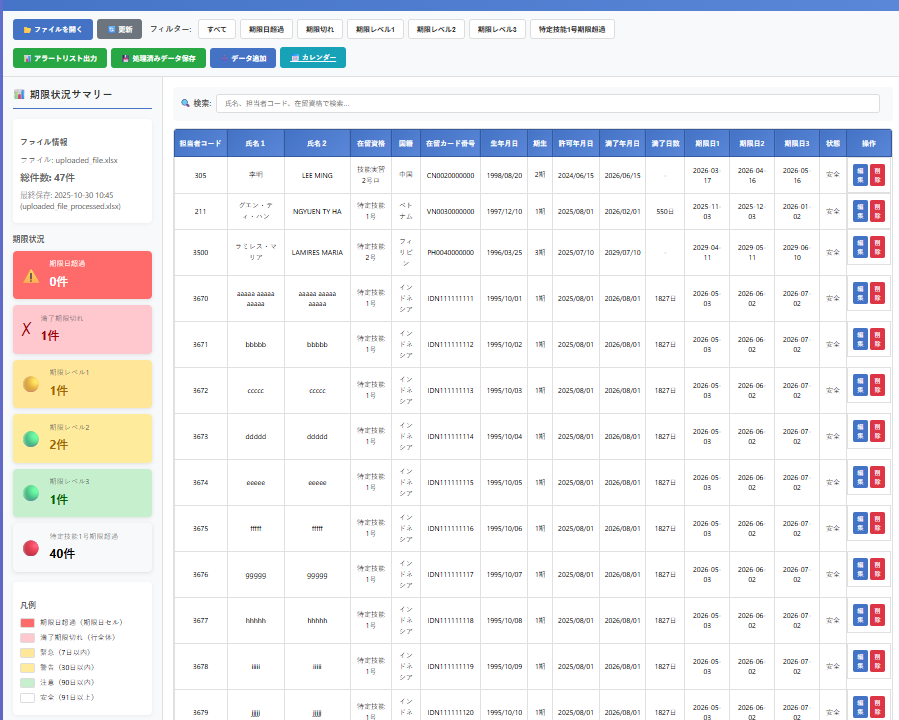 ファイルを開く 更新 フィルター: すべて 期限日超過 期限切れ 期限レベル1 期限レベル2 期限レベル3 特定技能1号期限超過
アラートリスト出力 処理済みデータ保存 データ追加 カレンダー
期限状況サマリー
ファイル情報
ファイル: uploaded_file.xlsx
総件数: 47件
最終保存: 2025-10-30 10:45
(uploaded_file_processed.xlsx)
期限状況
期限日超過
0件
満了期限切れ
1件
期限レベル1
1件
期限レベル2
2件
期限レベル3
1件
特定技能1号期限超過
40件
凡例
期限日超過 (期限日セル)
満了期限切れ (行全体)
緊急 (7日以内)
警告 (30日以内)
注意 (90日以内)
安全 (91日以上)
検索: 氏名、担当者コード、在留資格で検索...
担当者コード 氏名1 氏名2 在留資格 国籍 在留カード番号 生年月日 期生 許可年月日 満了年月日 満了日数 期限日1 期限日2 期限日3 状態 操作
305 李明 LEE MING 技能実習2号ロ 中国 CN0020000000 1998/08/20 2期 2024/06/15 2026/06/15 - 2026-03-17 2026-04-16 2026-05-16 安全 編集 削除
211 グエン・ティ・ハン NGYUEN TY HA 特定技能1号 ベトナム VN0030000000 1997/12/10 1期 2025/08/01 2026/02/01 550日 2025-11-03 2025-12-03 2026-01-02 安全 編集 削除
3500 ラミレス・マリア LAMIRES MARIA 特定技能2号 フィリピン PH0040000000 1996/03/25 3期 2025/07/10 2029/07/10 - 2029-04-11 2029-05-11 2029-06-10 安全 編集 削除
3670 aaaaa aaaaa aaaaa aaaaa aaaaa aaaaa 特定技能1号 インドネシア IDN111111111 1995/10/01 1期 2025/08/01 2026/08/01 1827日 2026-05-03 2026-06-02 2026-07-02 安全 編集 削除
3671 bbbbb bbbbb 特定技能1号 インドネシア IDN111111112 1995/10/02 1期 2025/08/01 2026/08/01 1827日 2026-05-03 2026-06-02 2026-07-02 安全 編集 削除
3672 ccccc ccccc 特定技能1号 インドネシア IDN111111113 1995/10/03 1期 2025/08/01 2026/08/01 1827日 2026-05-03 2026-06-02 2026-07-02 安全 編集 削除
3673 ddddd ddddd 特定技能1号 インドネシア IDN111111114 1995/10/04 1期 2025/08/01 2026/08/01 1827日 2026-05-03 2026-06-02 2026-07-02 安全 編集 削除
3674 eeeee eeeee 特定技能1号 インドネシア IDN111111115 1995/10/05 1期 2025/08/01 2026/08/01 1827日 2026-05-03 2026-06-02 2026-07-02 安全 編集 削除
3675 fffff fffff 特定技能1号 インドネシア IDN111111116 1995/10/06 1期 2025/08/01 2026/08/01 1827日 2026-05-03 2026-06-02 2026-07-02 安全 編集 削除
3676 ggggg ggggg 特定技能1号 インドネシア IDN111111117 1995/10/07 1期 2025/08/01 2026/08/01 1827日 2026-05-03 2026-06-02 2026-07-02 安全 編集 削除
3677 hhhhh hhhhh 特定技能1号 インドネシア IDN111111118 1995/10/08 1期 2025/08/01 2026/08/01 1827日 2026-05-03 2026-06-02 2026-07-02 安全 編集 削除
3678 iiiii iiiii 特定技能1号 インドネシア IDN111111119 1995/10/09 1期 2025/08/01 2026/08/01 1827日 2026-05-03 2026-06-02 2026-07-02 安全 編集 削除
3679 jjjjj jjjjj 特定技能1号 インドネシア IDN111111120 1995/10/10 1期 2025/08/01 2026/08/01 1827日 2026-05-03 2026-06-02 2026-07-02 安全 編集 削除